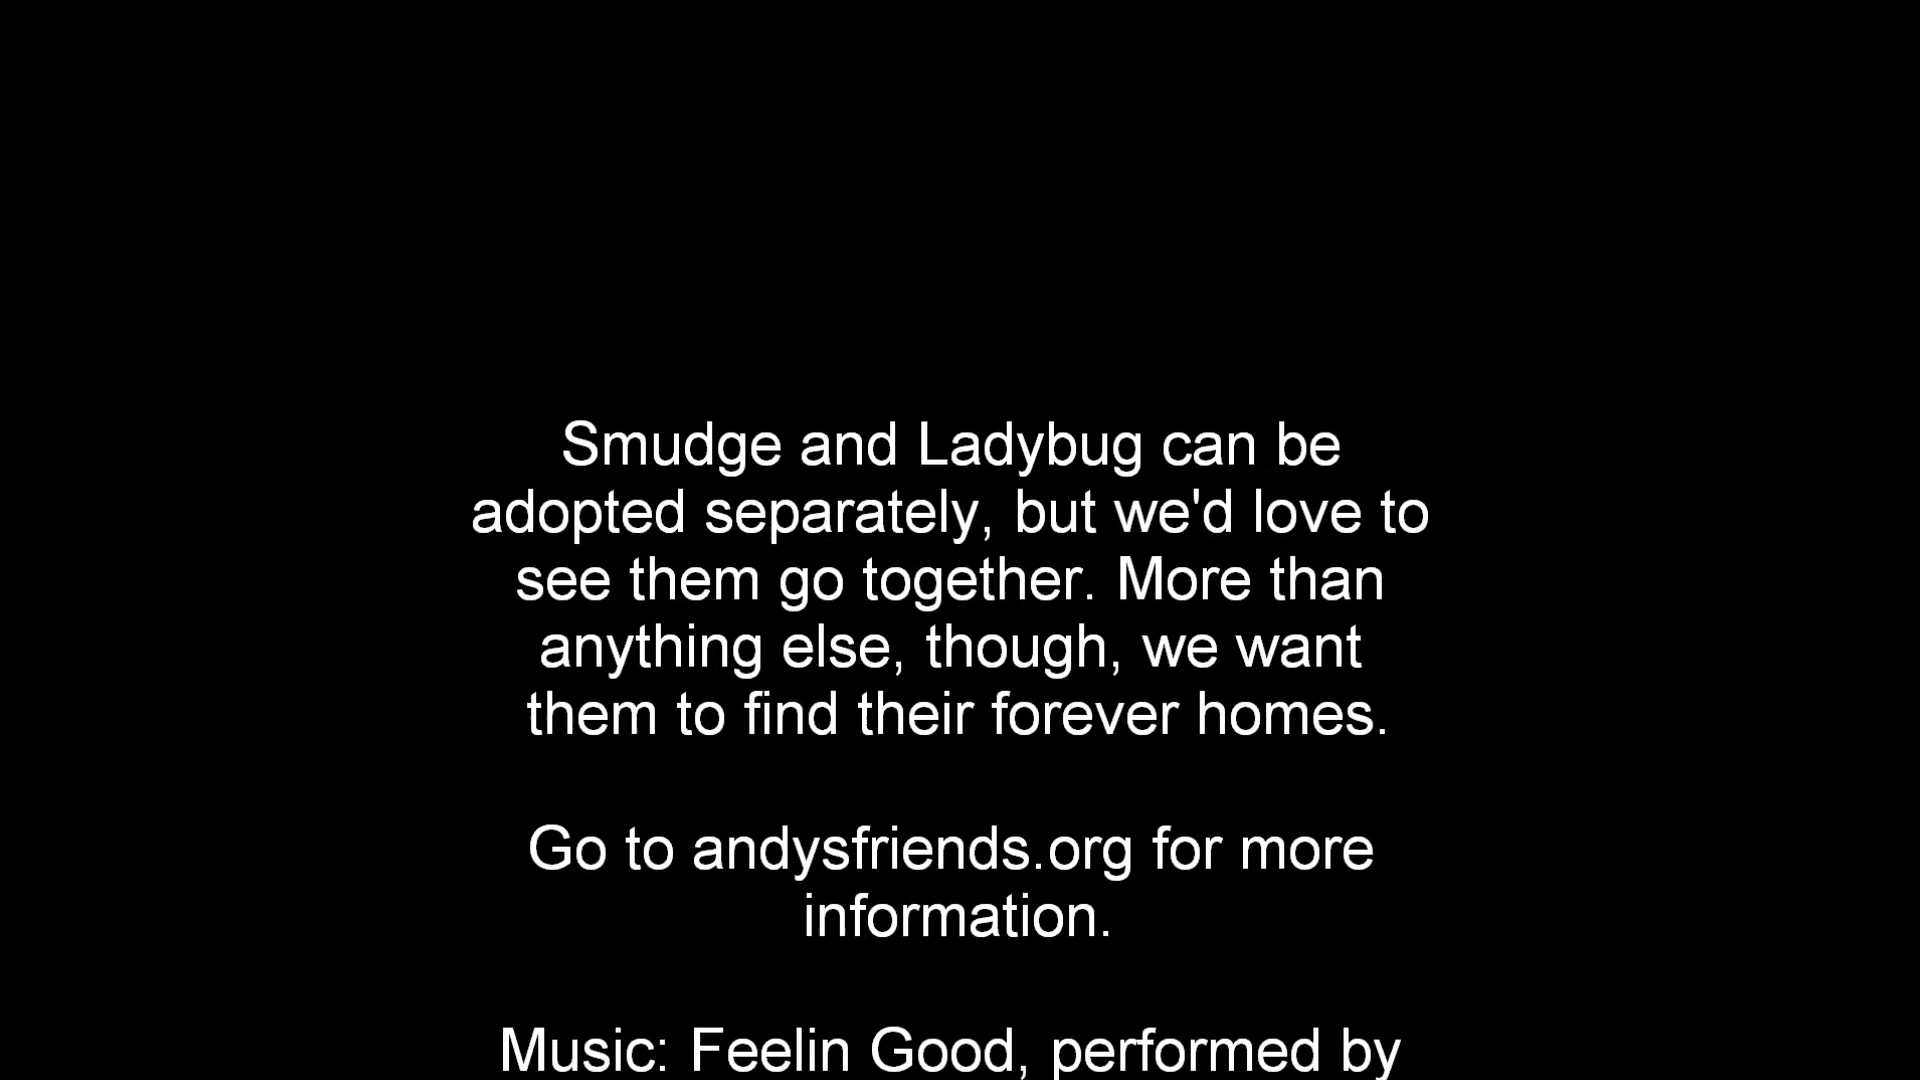 Smudge and Ladybug can be
adopted separately, but we'd love to
see them go together. More than
anything else, though, we want
them to find their forever homes.
Go to andysfriends.org for more
information.
Music: Feelin Good, performed by